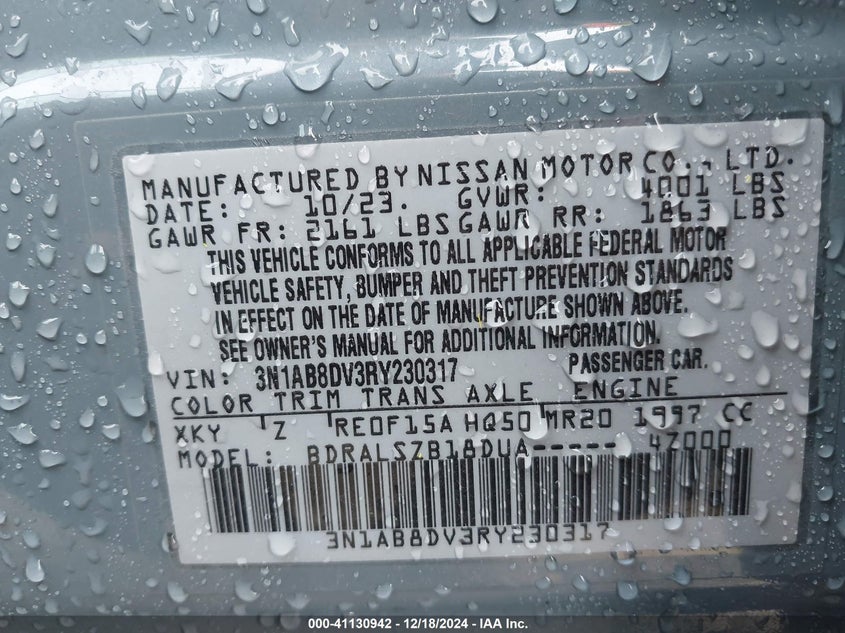 MANUFACTURED BY NISSAN MOTOR CO., LTD.
DATE: 10/23. GVWR: 4001 LBS
GAWR FR: 2161 LBS GAWR RR: 1863 LBS
THIS VEHICLE CONFORMS TO ALL APPLICABLE FEDERAL MOTOR
VEHICLE SAFETY, BUMPER AND THEFT PREVENTION STANDARDS
IN EFFECT ON THE DATE OF MANUFACTURE SHOWN ABOVE.
SEE OWNER'S MANUAL FOR ADDITIONAL INFORMATION.
VIN: 3N1AB8DV3RY230317 PASSENGER CAR.
COLOR TRIM TRANS AXLE ENGINE
XKY Z RE0F15A HQ50 MR20 1997 CC
MODEL: BDRALSZB18DUA----- 4Z000
3N1AB8DV3RY230317
000-41130942 - 12/18/2024 - IAA Inc.